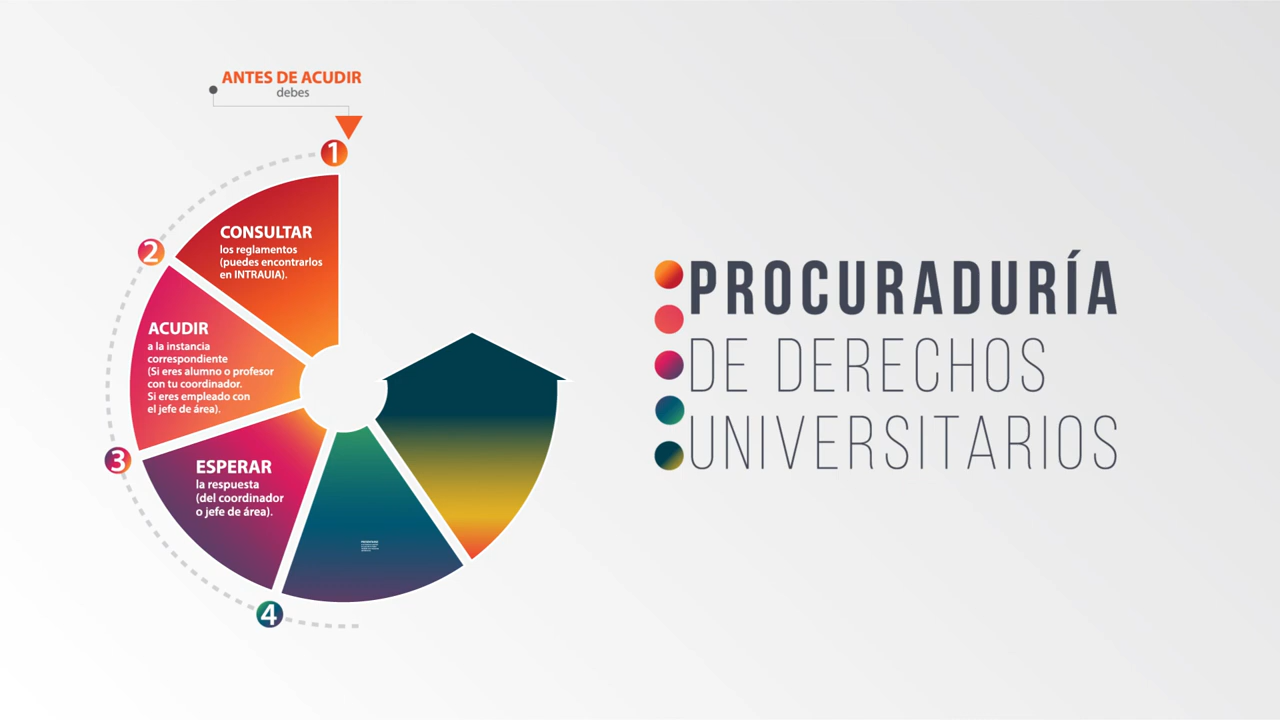 ANTES DE ACUDIR
debes
1
CONSULTAR
los reglamentos
(puedes encontrarlos
en INTRAUIA).
2
ACUDIR
a la instancia
correspondiente
(Si eres alumno o profesor
con tu coordinador.
Si eres empleado con
el jefe de área).
3
ESPERAR
la respuesta
(del coordinador
o jefe de área).
4
PROCURADURÍA
DE DERECHOS
UNIVERSITARIOS